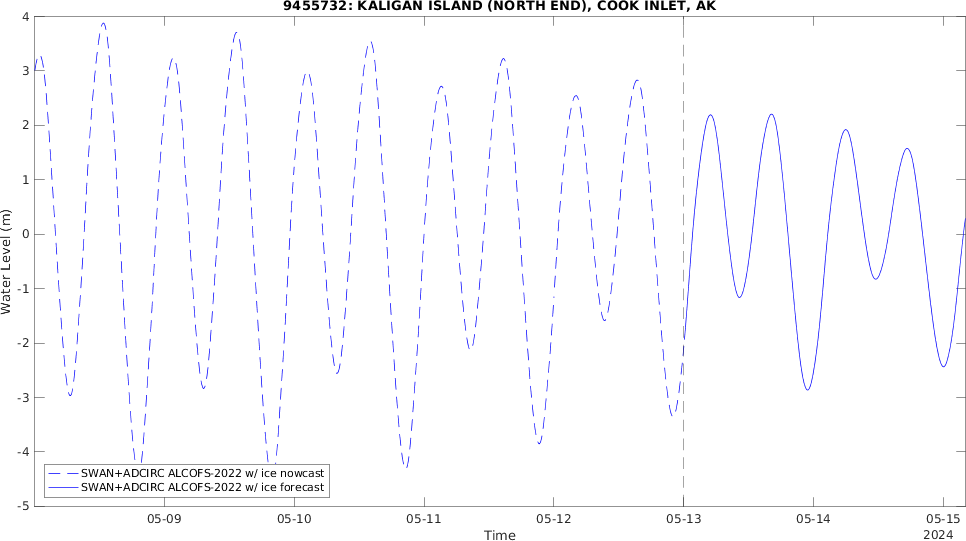 9455732: KALIGAN ISLAND (NORTH END), COOK INLET, AK
4
3
2
1
0
-1
-2
-3
-4
-5
Water Level (m)
SWAN+ADCIRC ALCOFS-2022 w/ ice nowcast
SWAN+ADCIRC ALCOFS-2022 w/ ice forecast
05-09 05-10 05-11 05-12 05-13 05-14 05-15
Time 2024